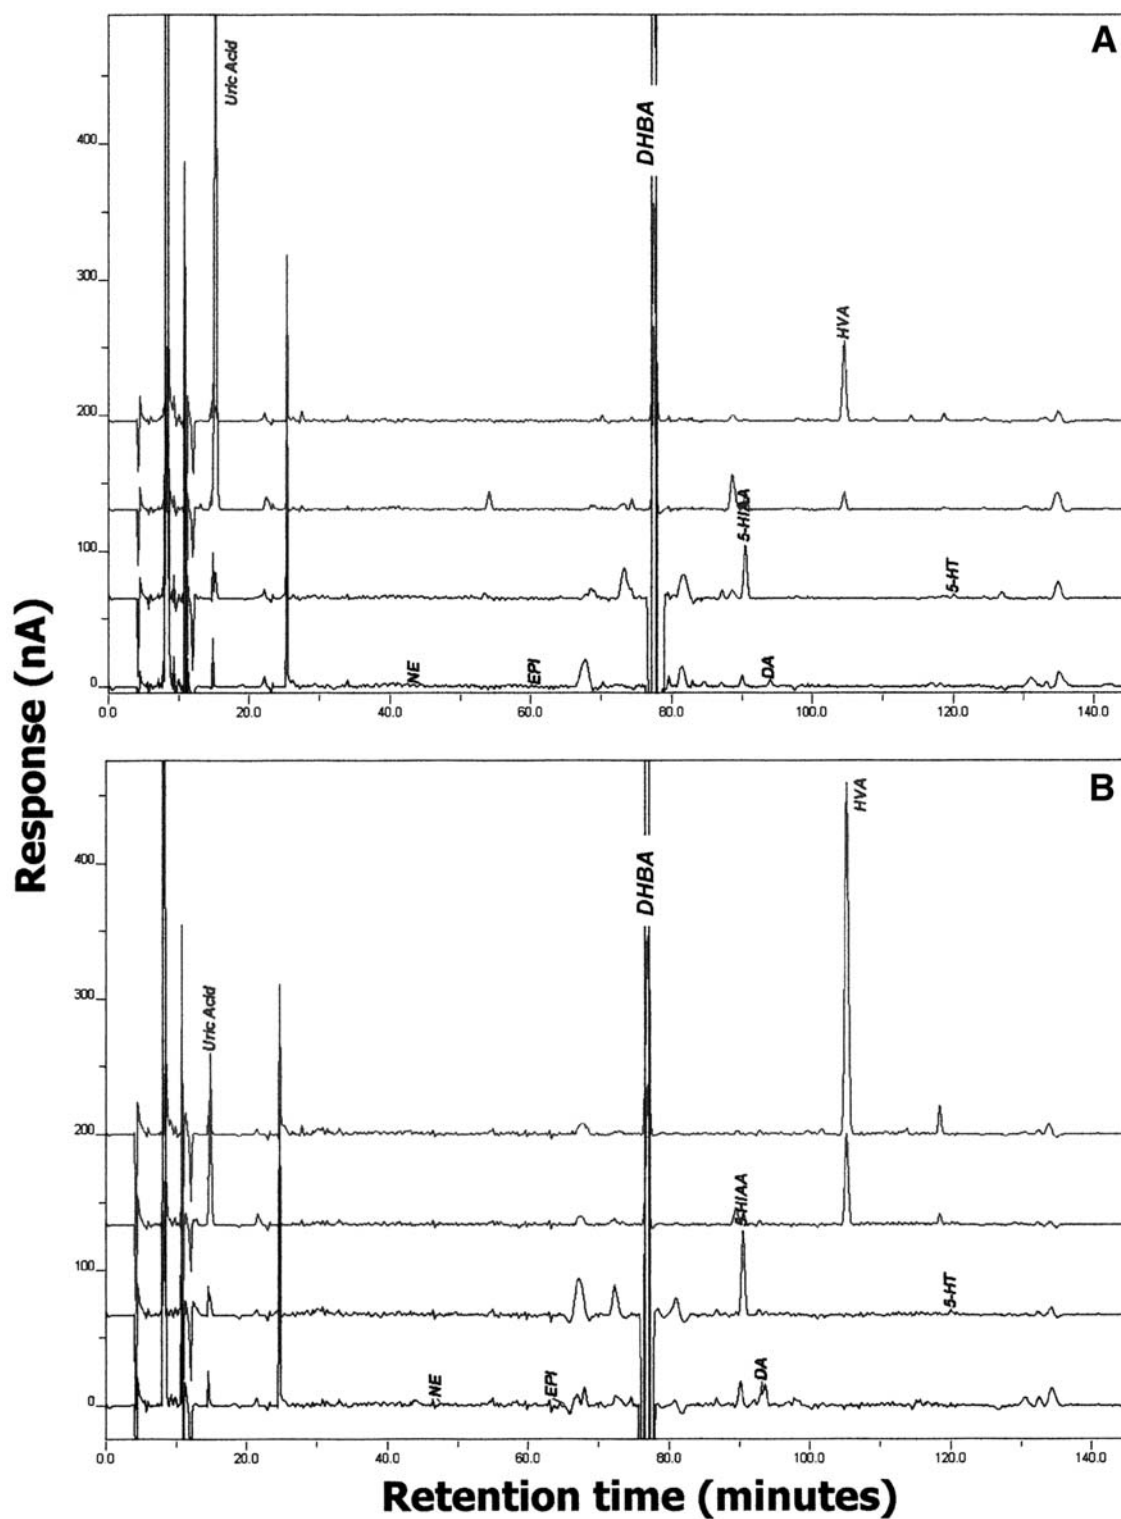 A
Uric Acid
DHBA
400
300
HVA
200
5-HIAA
100
5-HT
NE
EPI
DA
0
0.0 20.0 40.0 60.0 80.0 100.0 120.0 140.0
Response (nA)
B
HVA
400
DHBA
300
Uric Acid
200
5-HIAA
100
5-HT
DA
NE
EPI
0
0.0 20.0 40.0 60.0 80.0 100.0 120.0 140.0
Retention time (minutes)